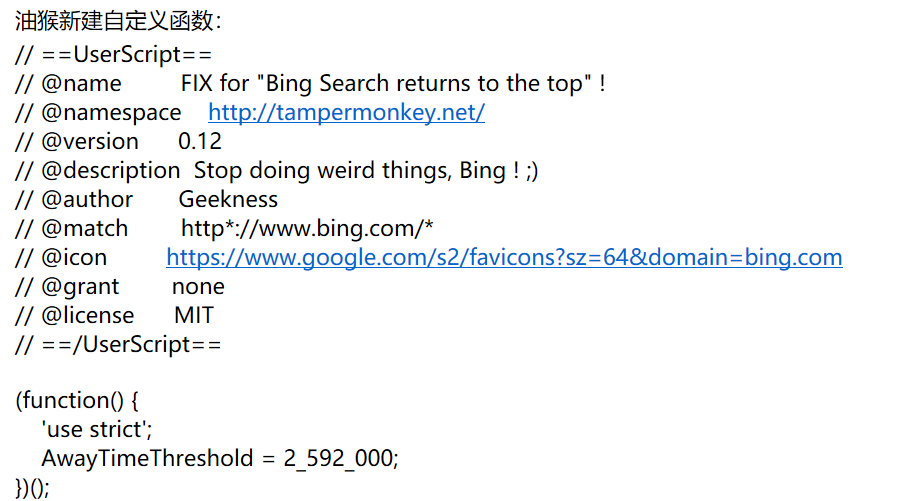 油猴新建自定义函数：
// ==UserScript==
// @name         FIX for "Bing Search returns to the top" !
// @namespace    http://tampermonkey.net/
// @version      0.12
// @description  Stop doing weird things, Bing ! ;)
// @author       Geekness
// @match        http*://www.bing.com/*
// @icon         https://www.google.com/s2/favicons?sz=64&domain=bing.com
// @grant        none
// @license      MIT
// ==/UserScript==

(function() {
    'use strict';
    AwayTimeThreshold = 2_592_000;
})();